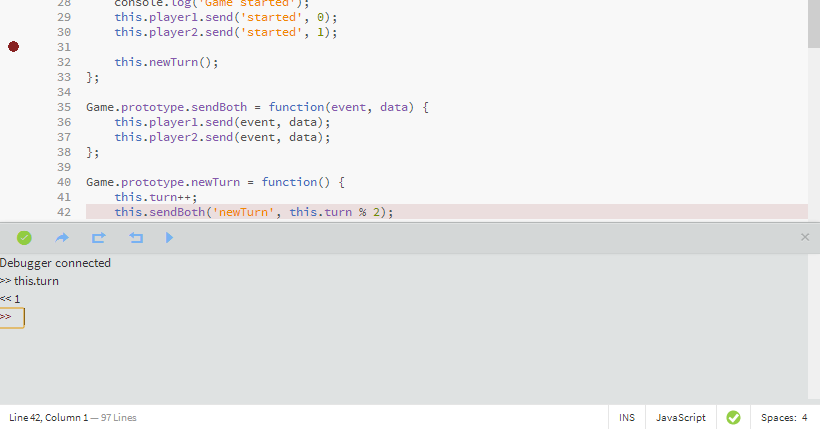 28 console.log('Game started');
29 this.player1.send('started', 0);
30 this.player2.send('started', 1);
31
32 this.newTurn();
33 };
34
35 Game.prototype.sendBoth = function(event, data) {
36 this.player1.send(event, data);
37 this.player2.send(event, data);
38 };
39
40 Game.prototype.newTurn = function() {
41 this.turn++;
42 this.sendBoth('newTurn', this.turn % 2);
Debugger connected
>> this.turn
<< 1
>>
Line 42, Column 1 — 97 Lines INS JavaScript Spaces: 4